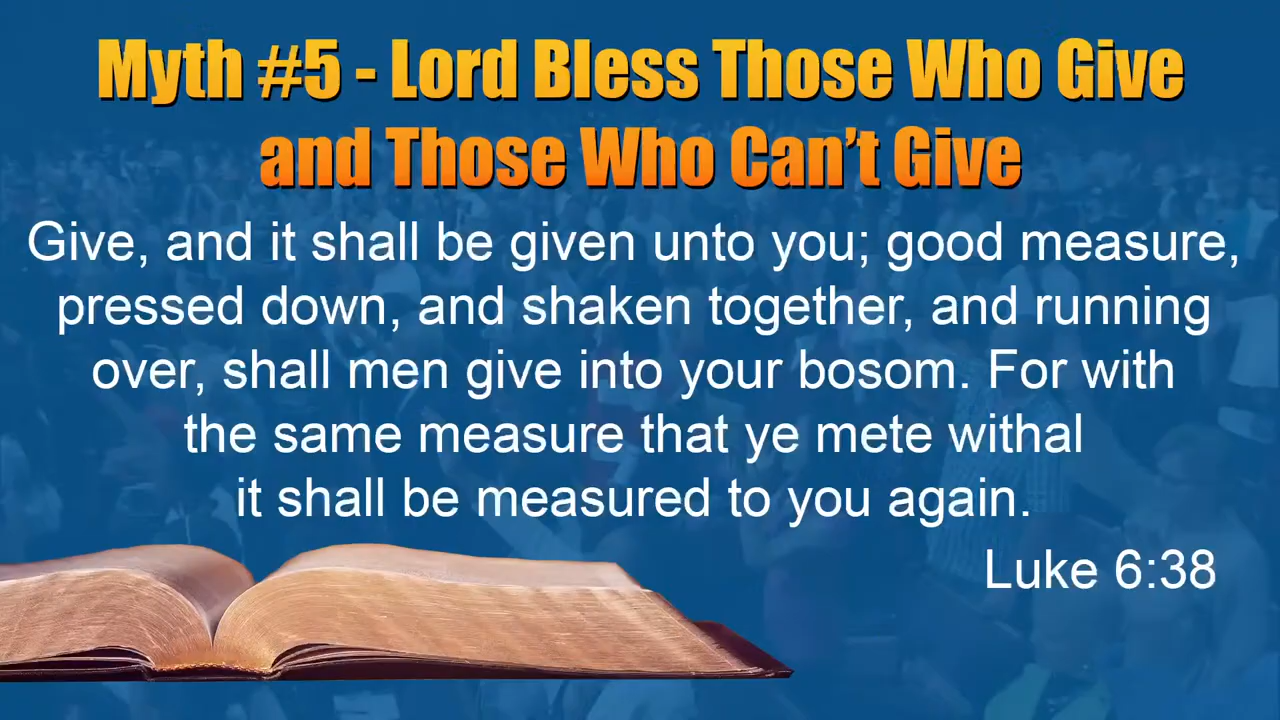 Myth #5 - Lord Bless Those Who Give
and Those Who Can’t Give
Give, and it shall be given unto you; good measure,
pressed down, and shaken together, and running
over, shall men give into your bosom. For with
the same measure that ye mete withal
it shall be measured to you again.
Luke 6:38